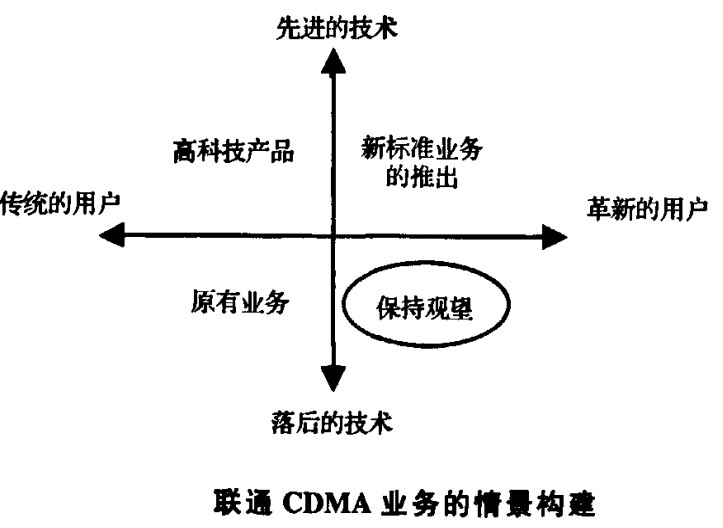 先进的技术
高科技产品
新标准业务
的推出
传统的用户
革新的用户
原有业务
保持观望
落后的技术
联通 CDMA 业务的情景构建